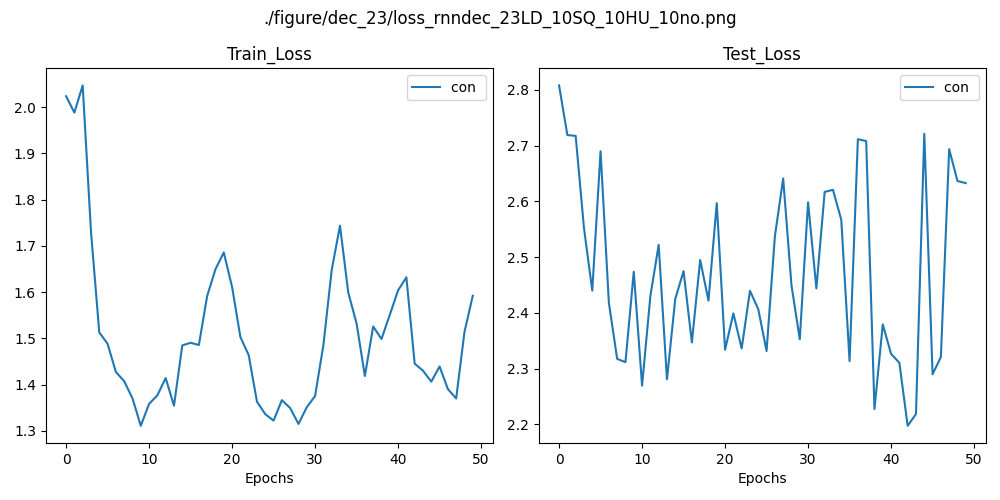 ./figure/dec_23/loss_rnndec_23LD_10SQ_10HU_10no.png
Train_Loss
con
2.0
1.9
1.8
1.7
1.6
1.5
1.4
1.3
0 10 20 30 40 50
Epochs
Test_Loss
con
2.8
2.7
2.6
2.5
2.4
2.3
2.2
0 10 20 30 40 50
Epochs